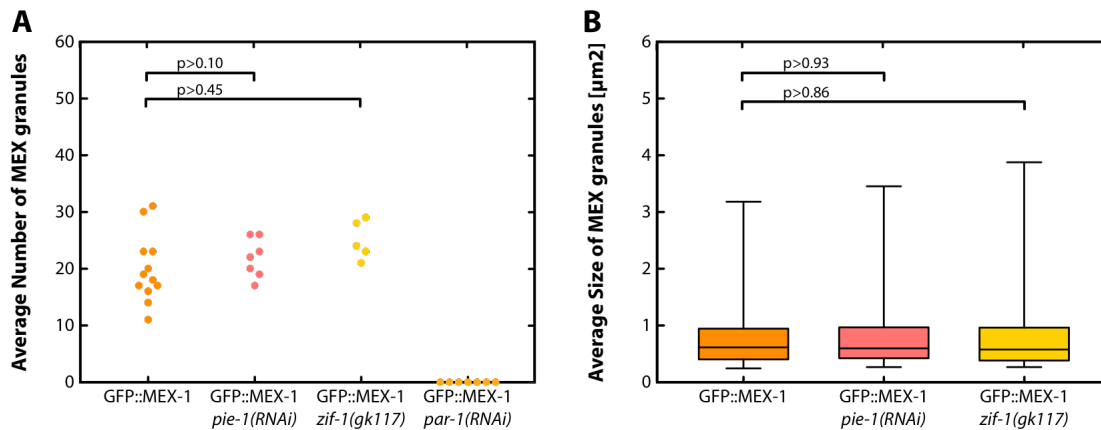 A
Average Number of MEX granules
60
50
40
30
20
10
0
p>0.10
p>0.45
GFP::MEX-1
GFP::MEX-1
pie-1(RNAi)
GFP::MEX-1
zif-1(gk117)
GFP::MEX-1
par-1(RNAi)
B
Average Size of MEX granules [µm2]
6
5
4
3
2
1
0
p>0.93
p>0.86
GFP::MEX-1
GFP::MEX-1
pie-1(RNAi)
GFP::MEX-1
zif-1(gk117)